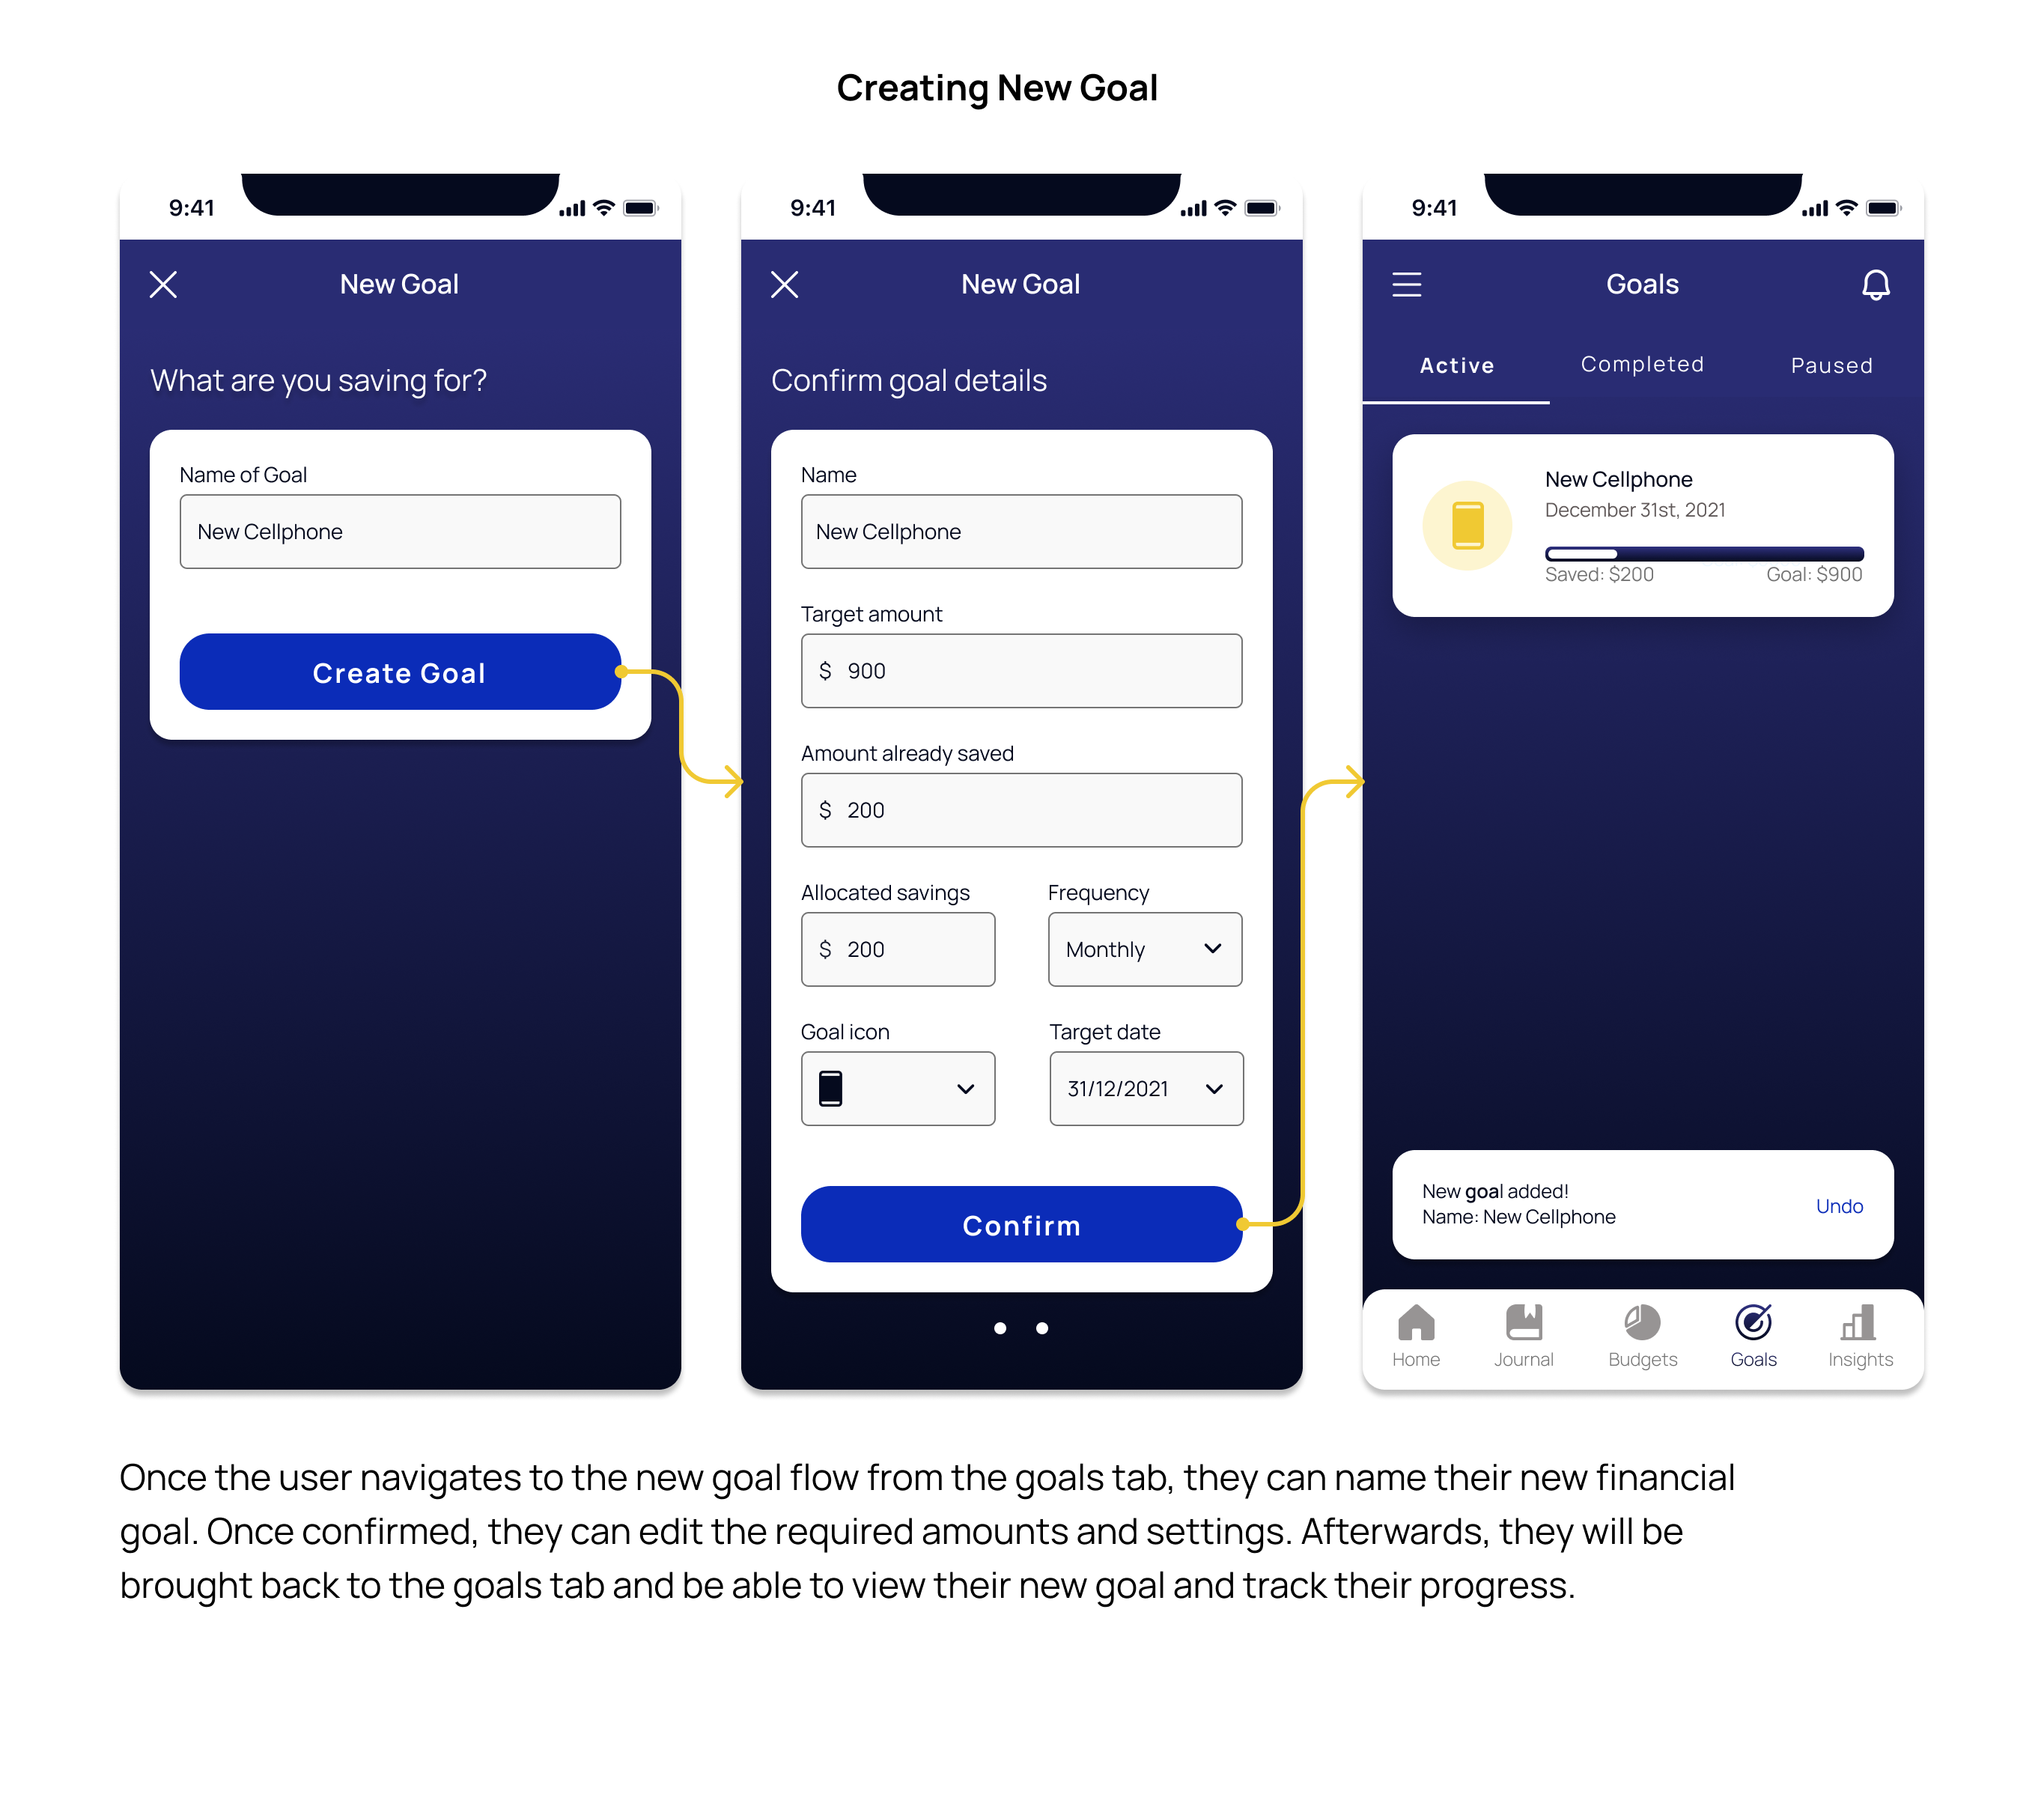 Creating New Goal
9:41
New Goal
What are you saving for?
Name of Goal
New Cellphone
Create Goal
9:41
New Goal
Confirm goal details
Name
New Cellphone
Target amount
$ 900
Amount already saved
$ 200
Allocated savings
Frequency
$ 200
Monthly
Goal icon
Target date
31/12/2021
Confirm
9:41
Goals
Active
Completed
Paused
New Cellphone
December 31st, 2021
Saved: $200
Goal: $900
New goal added!
Name: New Cellphone
Undo
Home
Journal
Budgets
Goals
Insights
Once the user navigates to the new goal flow from the goals tab, they can name their new financial
goal. Once confirmed, they can edit the required amounts and settings. Afterwards, they will be
brought back to the goals tab and be able to view their new goal and track their progress.